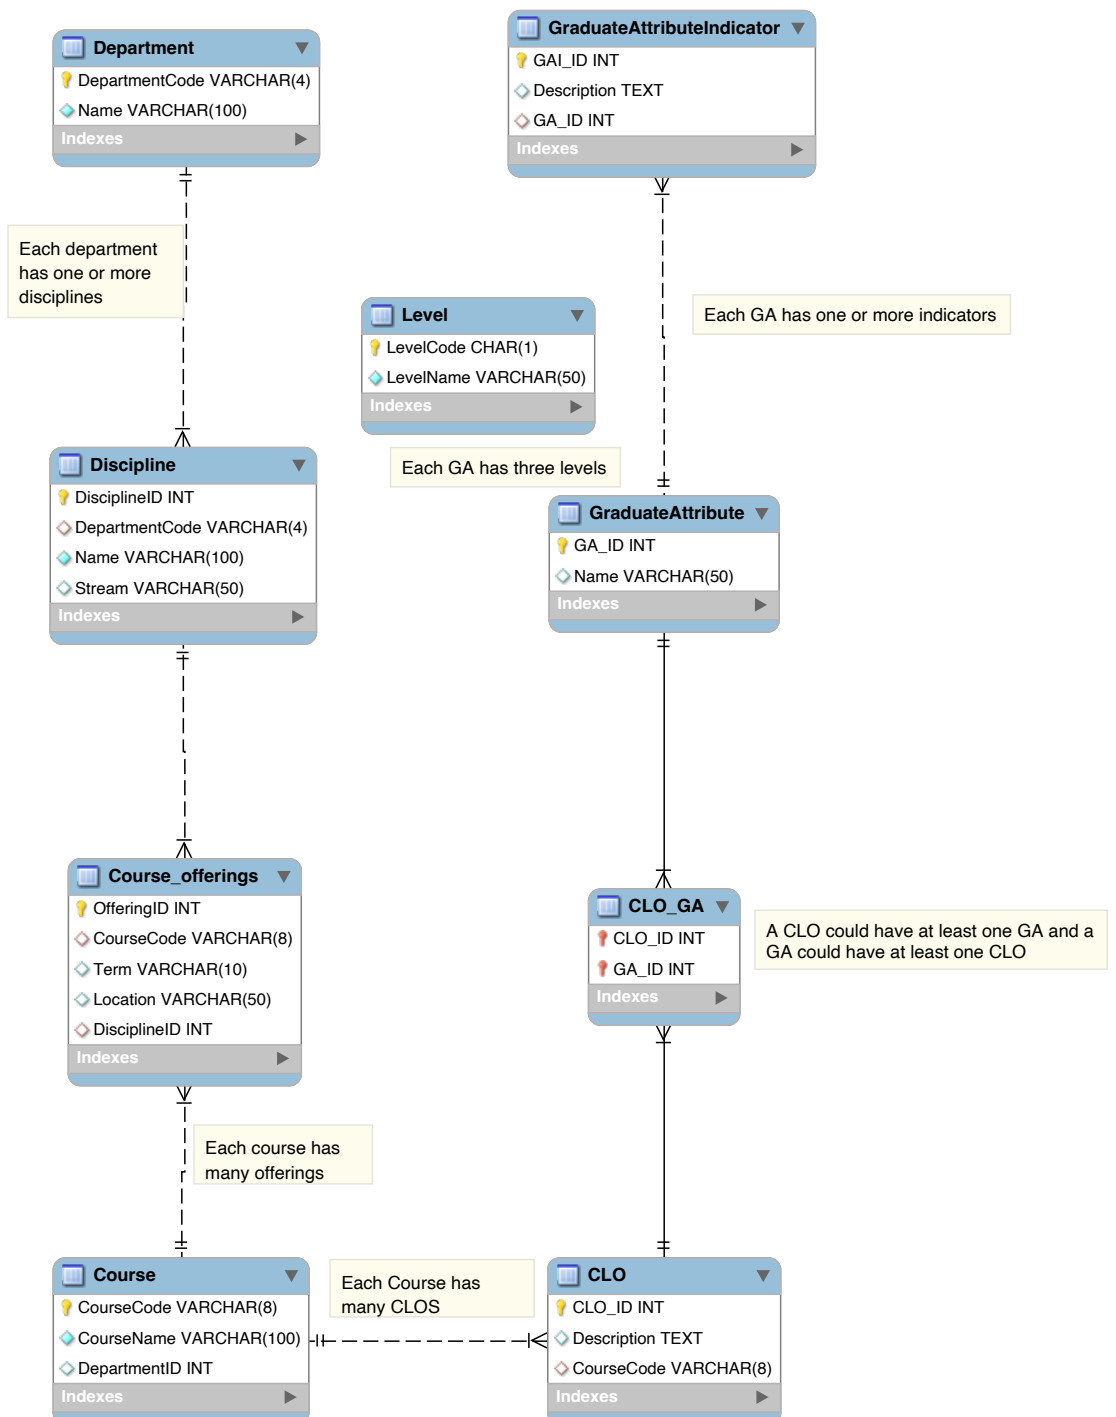 Department
DepartmentCode VARCHAR(4)
Name VARCHAR(100)
Indexes
GraduateAttributeIndicator
GAI_ID INT
Description TEXT
GA_ID INT
Indexes
Each department
has one or more
disciplines
Level
LevelCode CHAR(1)
LevelName VARCHAR(50)
Indexes
Each GA has one or more indicators
Each GA has three levels
Discipline
DisciplineID INT
DepartmentCode VARCHAR(4)
Name VARCHAR(100)
Stream VARCHAR(50)
Indexes
GraduateAttribute
GA_ID INT
Name VARCHAR(50)
Indexes
Course_offerings
OfferingID INT
CourseCode VARCHAR(8)
Term VARCHAR(10)
Location VARCHAR(50)
DisciplineID INT
Indexes
CLO_GA
CLO_ID INT
GA_ID INT
Indexes
A CLO could have at least one GA and a
GA could have at least one CLO
Each course has
many offerings
Course
CourseCode VARCHAR(8)
CourseName VARCHAR(100)
DepartmentID INT
Indexes
Each Course has
many CLOS
CLO
CLO_ID INT
Description TEXT
CourseCode VARCHAR(8)
Indexes